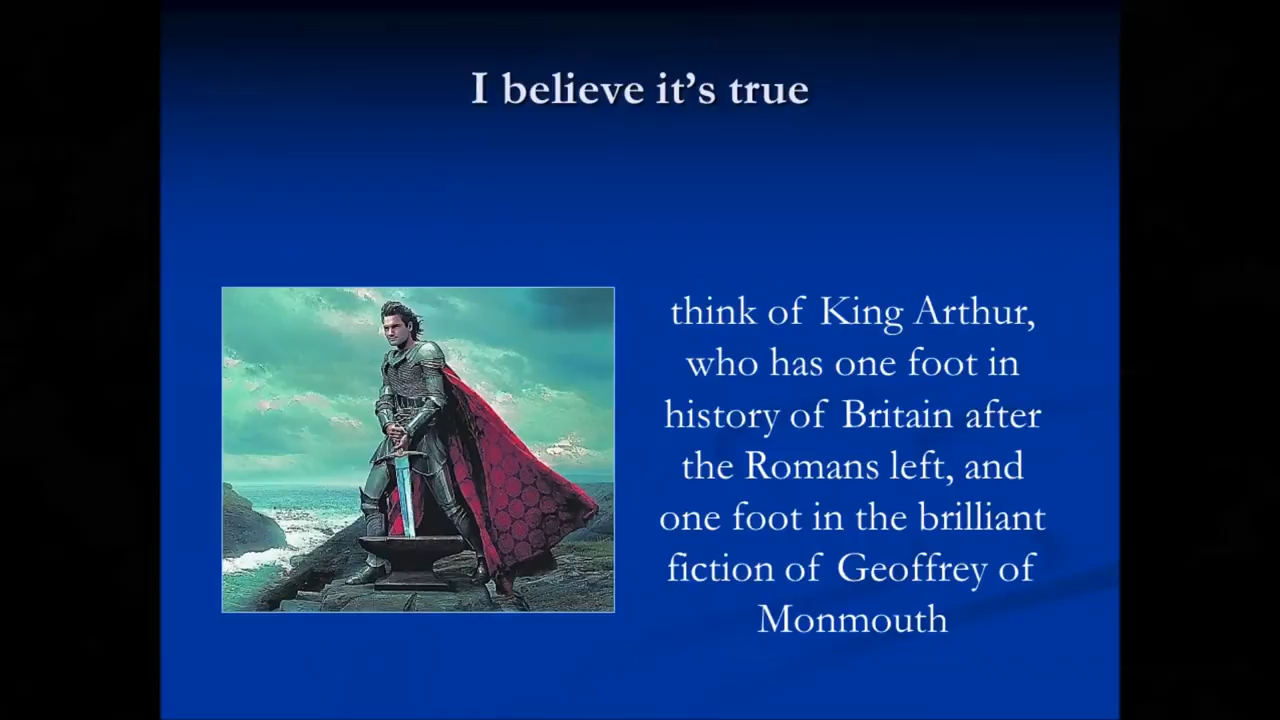 I believe it’s true
think of King Arthur,
who has one foot in
history of Britain after
the Romans left, and
one foot in the brilliant
fiction of Geoffrey of
Monmouth